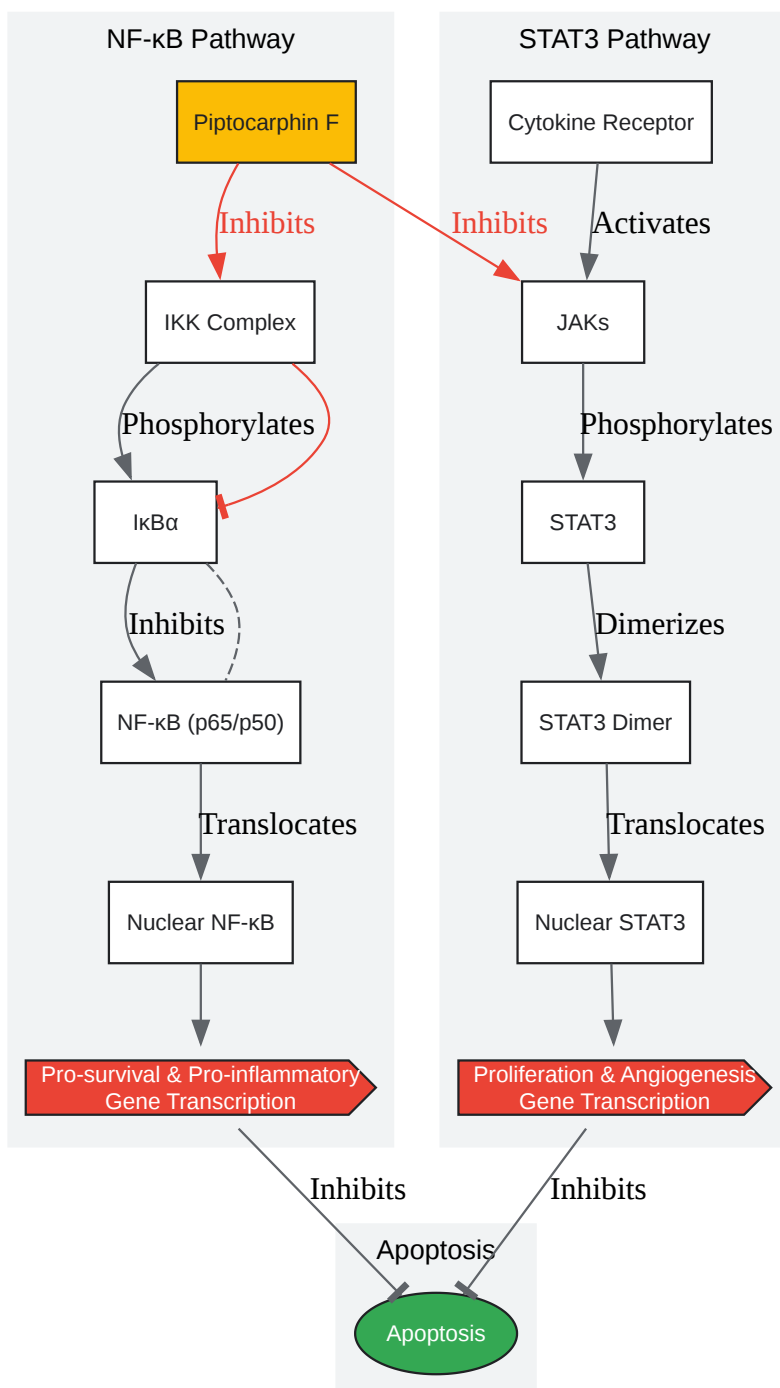 NF-κB Pathway
STAT3 Pathway
Piptocarphin F
Cytokine Receptor
Inhibits
Inhibits
Activates
IKK Complex
JAKs
Phosphorylates
Phosphorylates
IκBα
STAT3
Inhibits
Dimerizes
NF-κB (p65/p50)
STAT3 Dimer
Translocates
Translocates
Nuclear NF-κB
Nuclear STAT3
Pro-survival & Pro-inflammatory
Gene Transcription
Proliferation & Angiogenesis
Gene Transcription
Inhibits
Inhibits
Apoptosis
Apoptosis